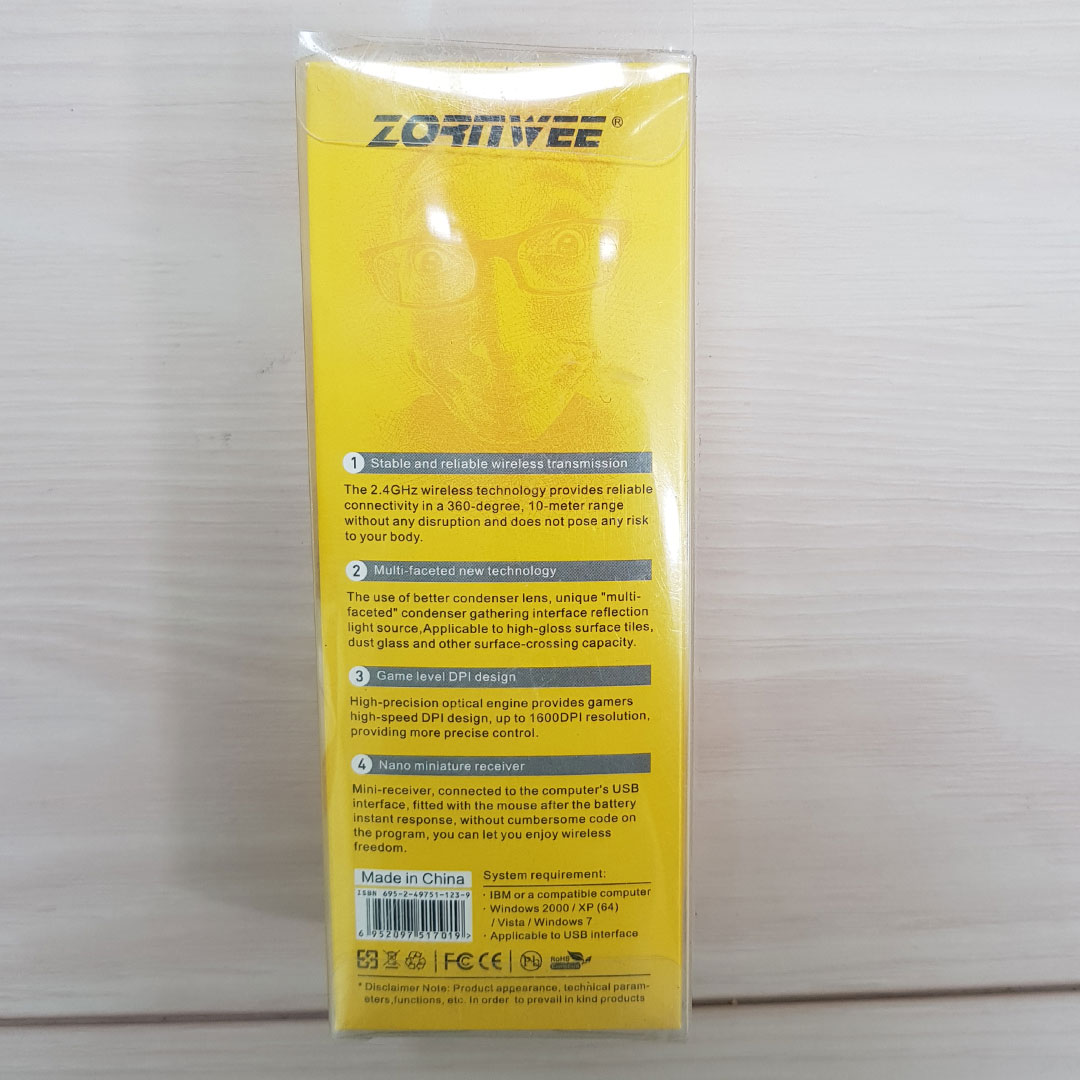 ZORNWEE®
1 Stable and reliable wireless transmission
The 2.4GHz wireless technology provides reliable
connectivity in a 360-degree, 10-meter range
without any disruption and does not pose any risk
to your body.
2 Multi-faceted new technology
The use of better condenser lens, unique "multi-
faceted" condenser gathering interface reflection
light source,Applicable to high-gloss surface tiles,
dust glass and other surface-crossing capacity.
3 Game level DPI design
High-precision optical engine provides gamers
high-speed DPI design, up to 1600DPI resolution,
providing more precise control.
4 Nano miniature receiver
Mini-receiver, connected to the computer's USB
interface, fitted with the mouse after the battery
instant response, without cumbersome code on
the program, you can let you enjoy wireless
freedom.
Made in China
ISBN 695-2-49751-123-9
6 952097 517019 >
System requirement:
· IBM or a compatible computer
· Windows 2000 / XP (64)
/ Vista / Windows 7
· Applicable to USB interface
FC CE Pb RoHS
* Disclaimer Note: Product appearance, technical param-
eters,functions, etc. In order to prevail in kind products